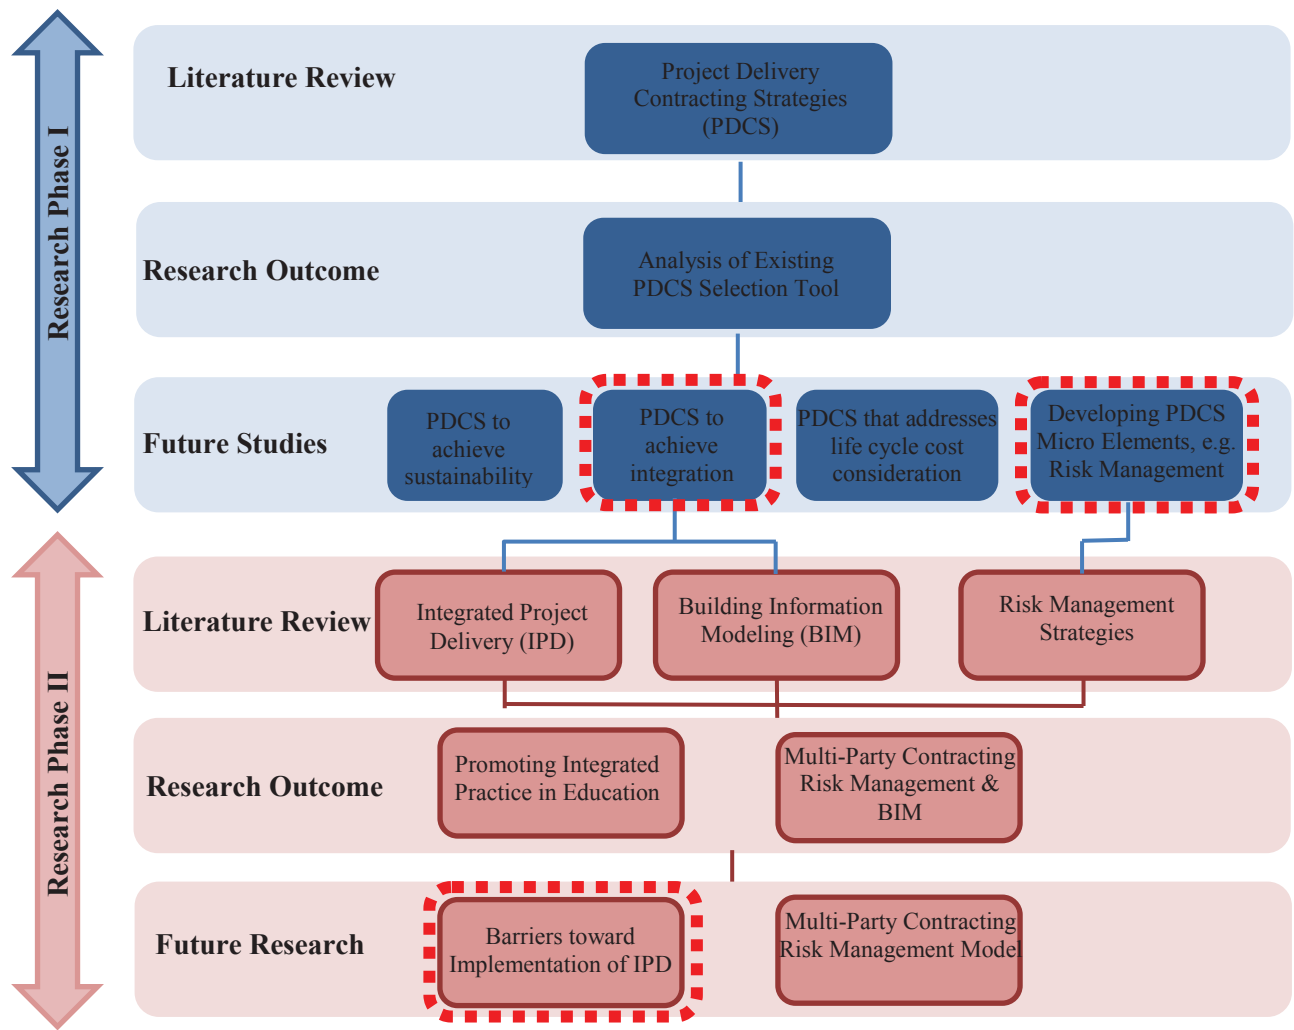 Research Phase I
Literature Review
Project Delivery
Contracting Strategies
(PDCS)
Research Outcome
Analysis of Existing
PDCS Selection Tool
Future Studies
PDCS to
achieve
sustainability
PDCS to
achieve
integration
PDCS that addresses
life cycle cost
consideration
Developing PDCS
Micro Elements, e.g.
Risk Management
Research Phase II
Literature Review
Integrated Project
Delivery (IPD)
Building Information
Modeling (BIM)
Risk Management
Strategies
Research Outcome
Promoting Integrated
Practice in Education
Multi-Party Contracting
Risk Management &
BIM
Future Research
Barriers toward
Implementation of IPD
Multi-Party Contracting
Risk Management Model